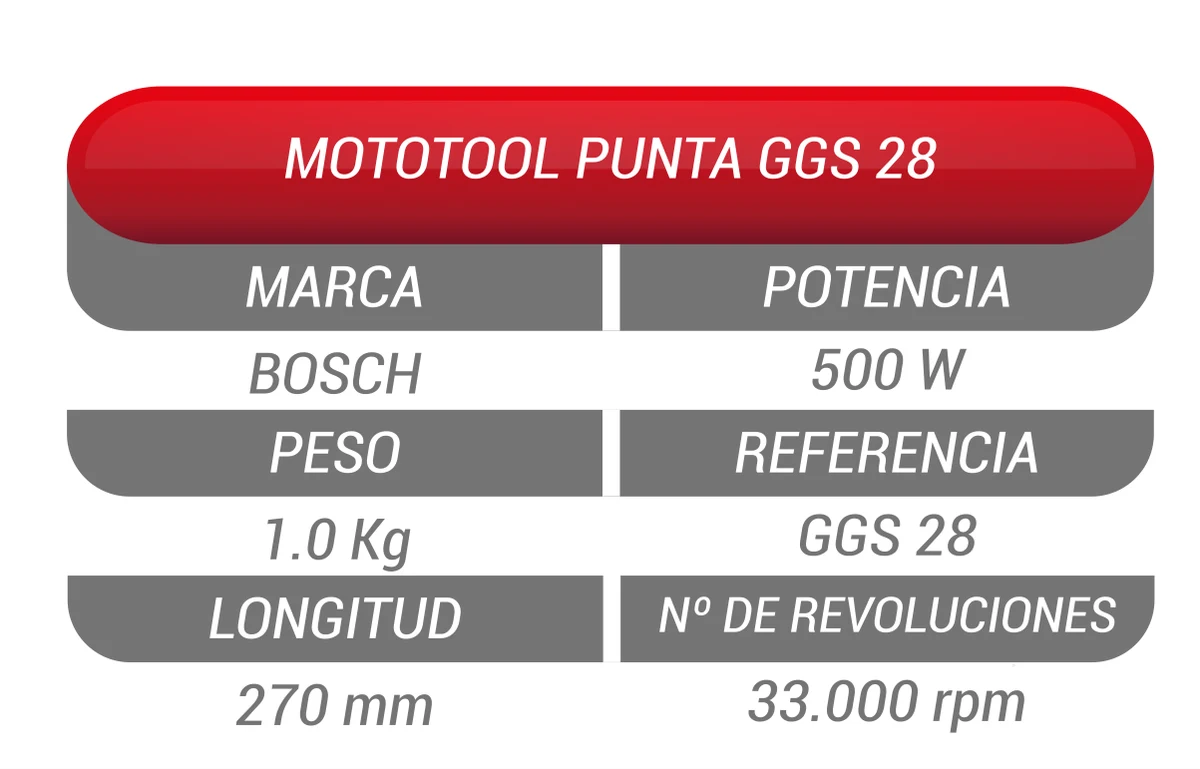 MOTOTOOL PUNTA GGS 28
MARCA
POTENCIA
BOSCH
500 W
PESO
REFERENCIA
1.0 Kg
GGS 28
LONGITUD
Nº DE REVOLUCIONES
270 mm
33.000 rpm